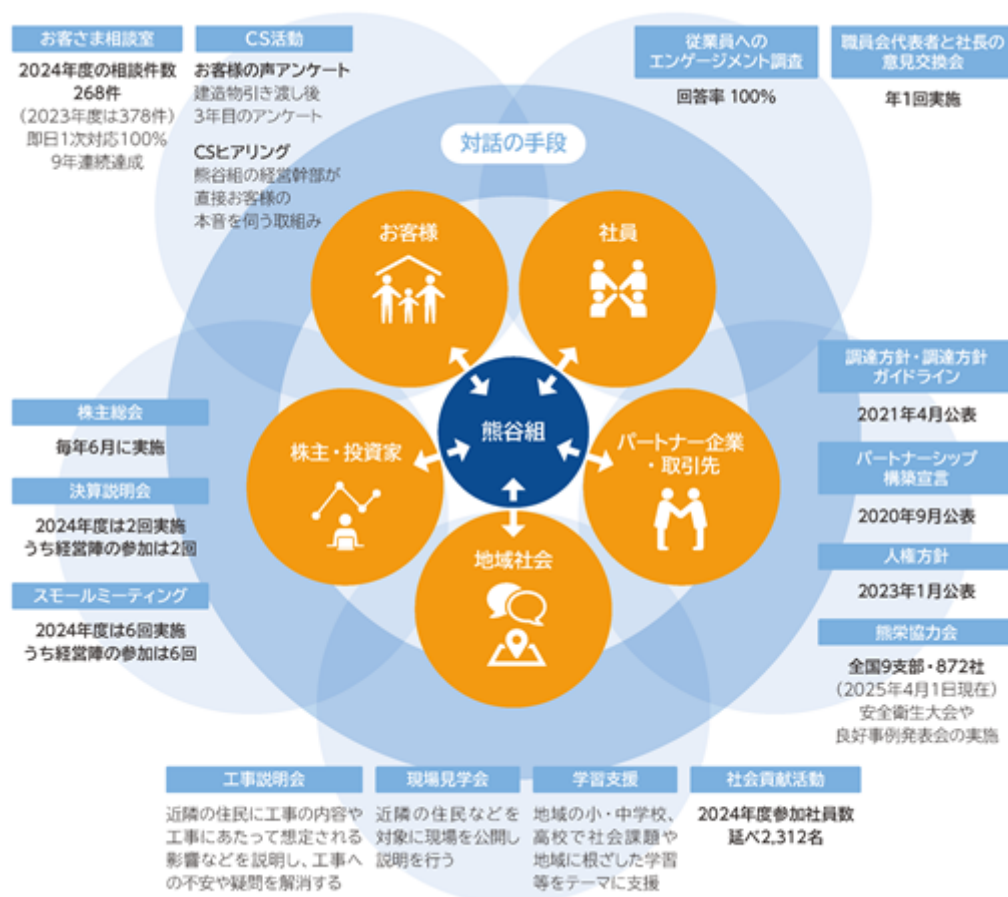 お客さま相談室
2024年度の相談件数
268件
（2023年度は378件）
即日1次対応100%
9年連続達成
CS活動
お客様の声アンケート
建造物引き渡し後
3年目のアンケート
CSヒアリング
熊谷組の経営幹部が
直接お客様の
本音を伺う取組み
従業員への
エンゲージメント調査
回答率 100%
職員会代表者と社長の
意見交換会
年1回実施
対話の手段
お客様
社員
熊谷組
株主・投資家
パートナー企業
・取引先
地域社会
株主総会
毎年6月に実施
決算説明会
2024年度は2回実施
うち経営陣の参加は2回
スモールミーティング
2024年度は6回実施
うち経営陣の参加は6回
調達方針・調達方針
ガイドライン
2021年4月公表
パートナーシップ
構築宣言
2020年9月公表
人権方針
2023年1月公表
熊栄協力会
全国9支部・872社
（2025年4月1日現在）
安全衛生大会や
良好事例発表会の実施
工事説明会
近隣の住民に工事の内容や
工事にあたって想定される
影響などを説明し、工事へ
の不安や疑問を解消する
現場見学会
近隣の住民などを
対象に現場を公開し
説明を行う
学習支援
地域の小・中学校、
高校で社会課題や
地域に根ざした学習
等をテーマに支援
社会貢献活動
2024年度参加社員数
延べ2,312名